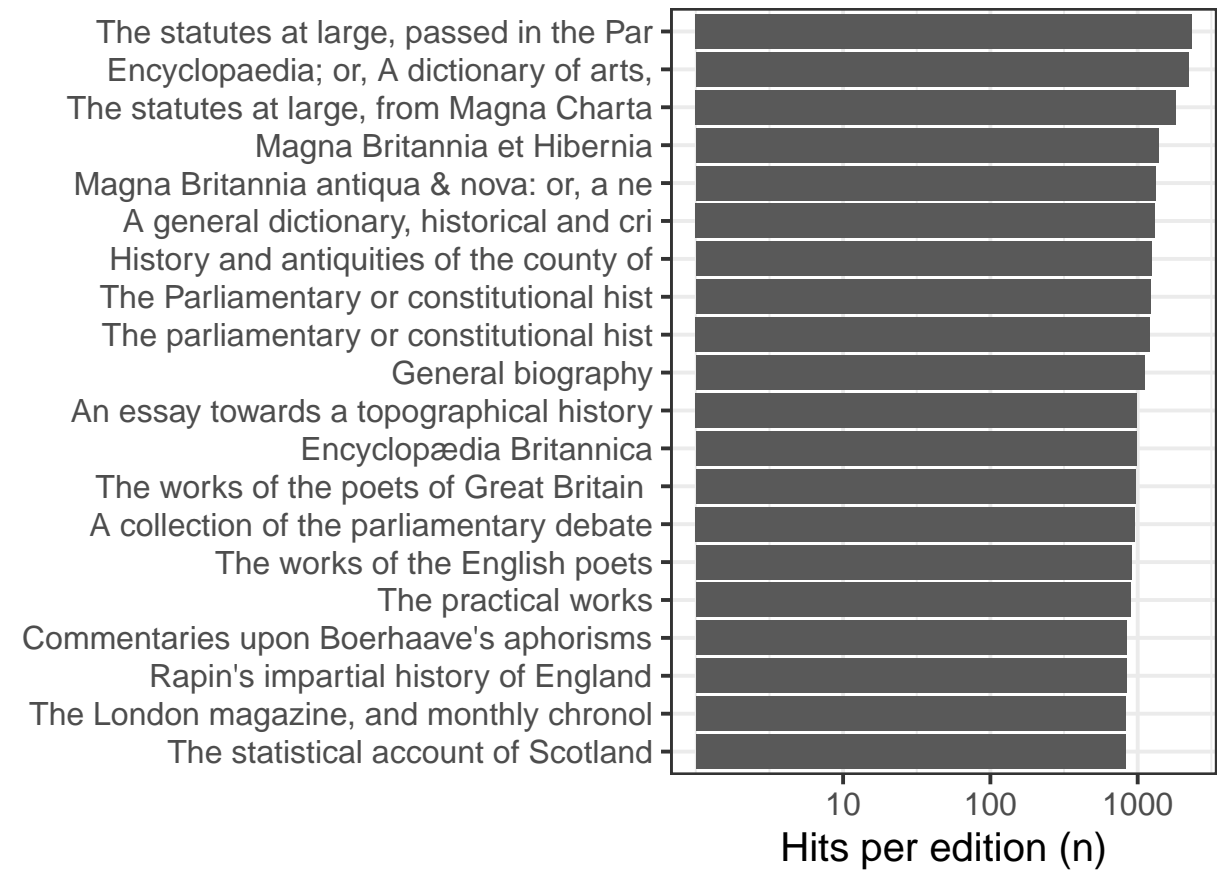 The statutes at large, passed in the Par
Encyclopaedia; or, A dictionary of arts,
The statutes at large, from Magna Charta
Magna Britannia et Hibernia
Magna Britannia antiqua & nova: or, a ne
A general dictionary, historical and cri
History and antiquities of the county of
The Parliamentary or constitutional hist
The parliamentary or constitutional hist
General biography
An essay towards a topographical history
Encyclopædia Britannica
The works of the poets of Great Britain
A collection of the parliamentary debate
The works of the English poets
The practical works
Commentaries upon Boerhaave's aphorisms
Rapin's impartial history of England
The London magazine, and monthly chronol
The statistical account of Scotland
10 100 1000
Hits per edition (n)